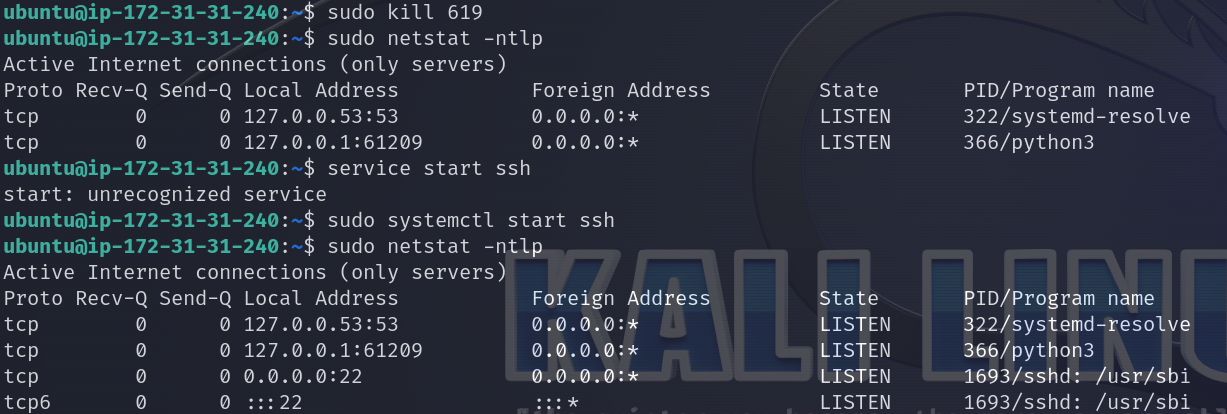 ubuntu@ip-172-31-31-240:~$ sudo kill 619
ubuntu@ip-172-31-31-240:~$ sudo netstat -ntlp
Active Internet connections (only servers)
Proto Recv-Q Send-Q Local Address           Foreign Address         State       PID/Program name
tcp        0      0 127.0.0.53:53           0.0.0.0:*               LISTEN      322/systemd-resolve
tcp        0      0 127.0.0.1:61209         0.0.0.0:*               LISTEN      366/python3
ubuntu@ip-172-31-31-240:~$ service start ssh
start: unrecognized service
ubuntu@ip-172-31-31-240:~$ sudo systemctl start ssh
ubuntu@ip-172-31-31-240:~$ sudo netstat -ntlp
Active Internet connections (only servers)
Proto Recv-Q Send-Q Local Address           Foreign Address         State       PID/Program name
tcp        0      0 127.0.0.53:53           0.0.0.0:*               LISTEN      322/systemd-resolve
tcp        0      0 127.0.0.1:61209         0.0.0.0:*               LISTEN      366/python3
tcp        0      0 0.0.0.0:22              0.0.0.0:*               LISTEN      1693/sshd: /usr/sbi
tcp6       0      0 :::22                   :::*                    LISTEN      1693/sshd: /usr/sbi
KALI LINU